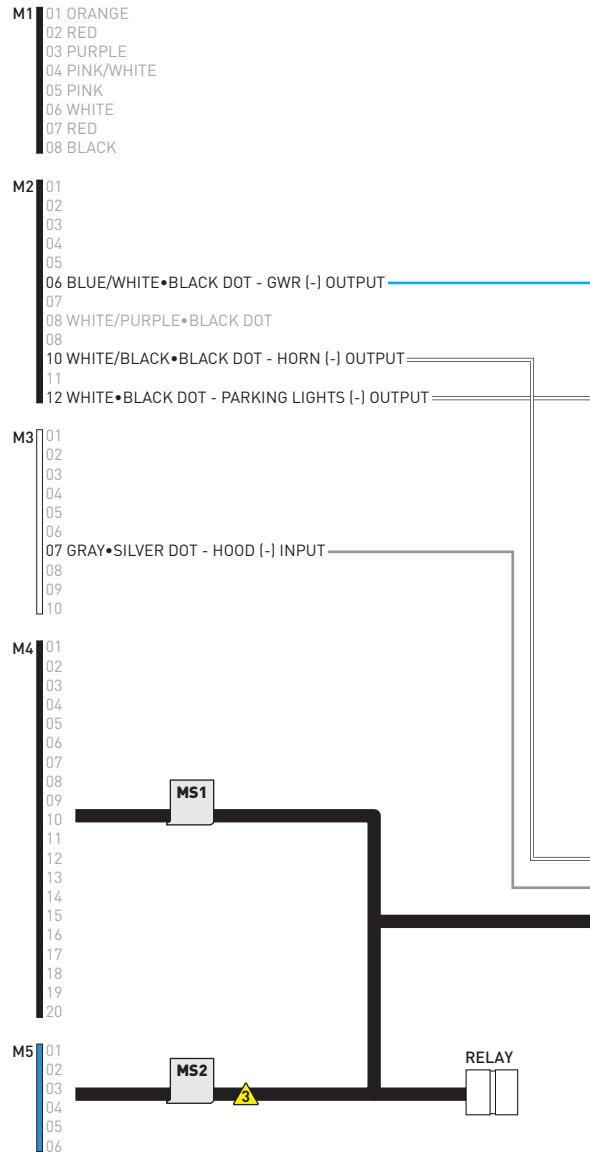 M1 01 ORANGE
02 RED
03 PURPLE
04 PINK/WHITE
05 PINK
06 WHITE
07 RED
08 BLACK
M2 01
02
03
04
05
06 BLUE/WHITE•BLACK DOT - GWR (-) OUTPUT
07
08 WHITE/PURPLE•BLACK DOT
08
10 WHITE/BLACK•BLACK DOT - HORN (-) OUTPUT
11
12 WHITE•BLACK DOT - PARKING LIGHTS (-) OUTPUT
M3 01
02
03
04
05
06
07 GRAY•SILVER DOT - HOOD (-) INPUT
08
09
10
M4 01
02
03
04
05
06
07
08
09
10
11
12
13
14
15
16
17
18
19
20
MS1
M5 01
02
03
04
05
06
MS2
3
RELAY